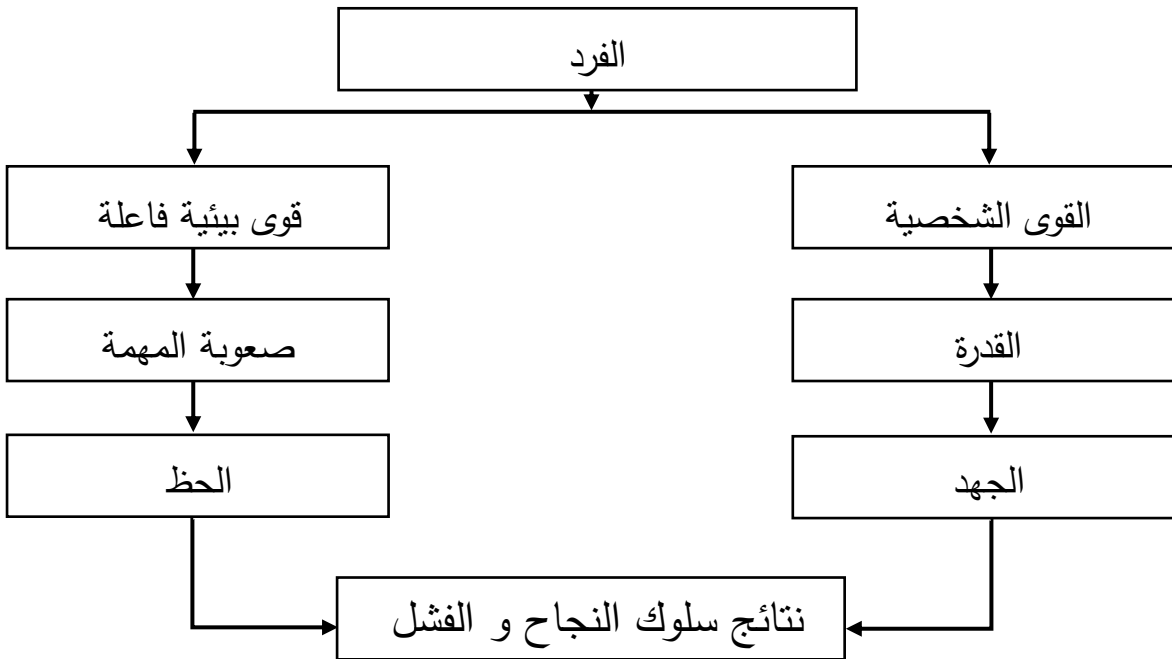 الفرد
القوى الشخصية
قوى بيئية فاعلة
القدرة
صعوبة المهمة
الجهد
الحظ
نتائج سلوك النجاح و الفشل